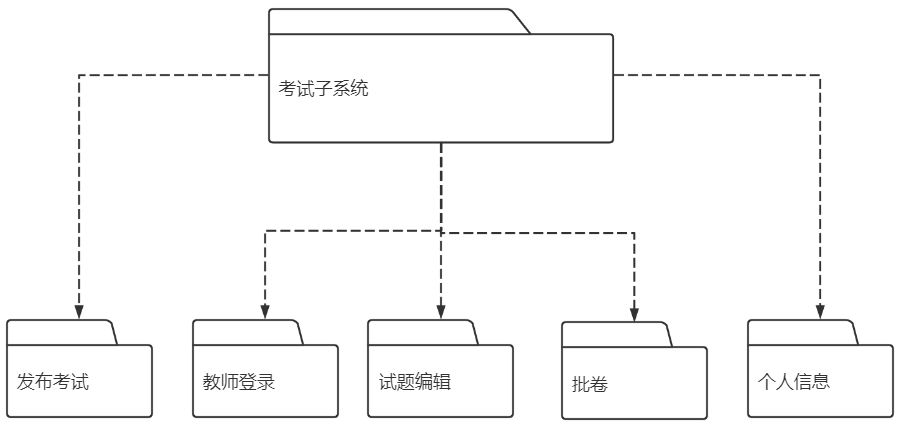 考试子系统
发布考试
教师登录
试题编辑
批卷
个人信息